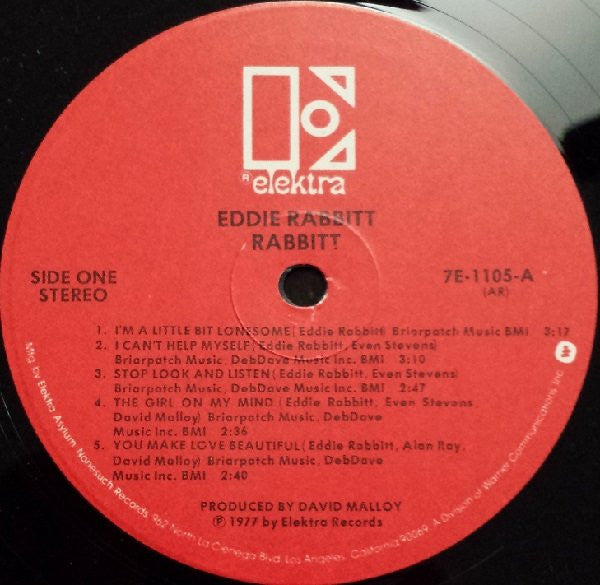 ® elektra
EDDIE RABBITT
RABBITT
SIDE ONE
STEREO
7E-1105-A
(AR)
1. I'M A LITTLE BIT LONESOME (Eddie Rabbitt) Briarpatch Music BMI 3:17
2. I CAN'T HELP MYSELF (Eddie Rabbitt, Even Stevens)
Briarpatch Music, DebDave Music Inc. BMI 3:10
3. STOP LOOK AND LISTEN (Eddie Rabbitt, Even Stevens)
Briarpatch Music, DebDave Music Inc. BMI 2:47
4. THE GIRL ON MY MIND (Eddie Rabbitt, Even Stevens
David Malloy) Briarpatch Music, DebDave
Music Inc. BMI 2:36
5. YOU MAKE LOVE BEAUTIFUL (Eddie Rabbitt, Alan Ray,
David Malloy) Briarpatch Music, DebDave
Music Inc. BMI 2:40
PRODUCED BY DAVID MALLOY
℗ 1977 by Elektra Records
Mfg. by Elektra Asylum Nonesuch Records 962 North La Cienega Blvd. Los Angeles, California 90069. A Division of Warner Communications Inc.